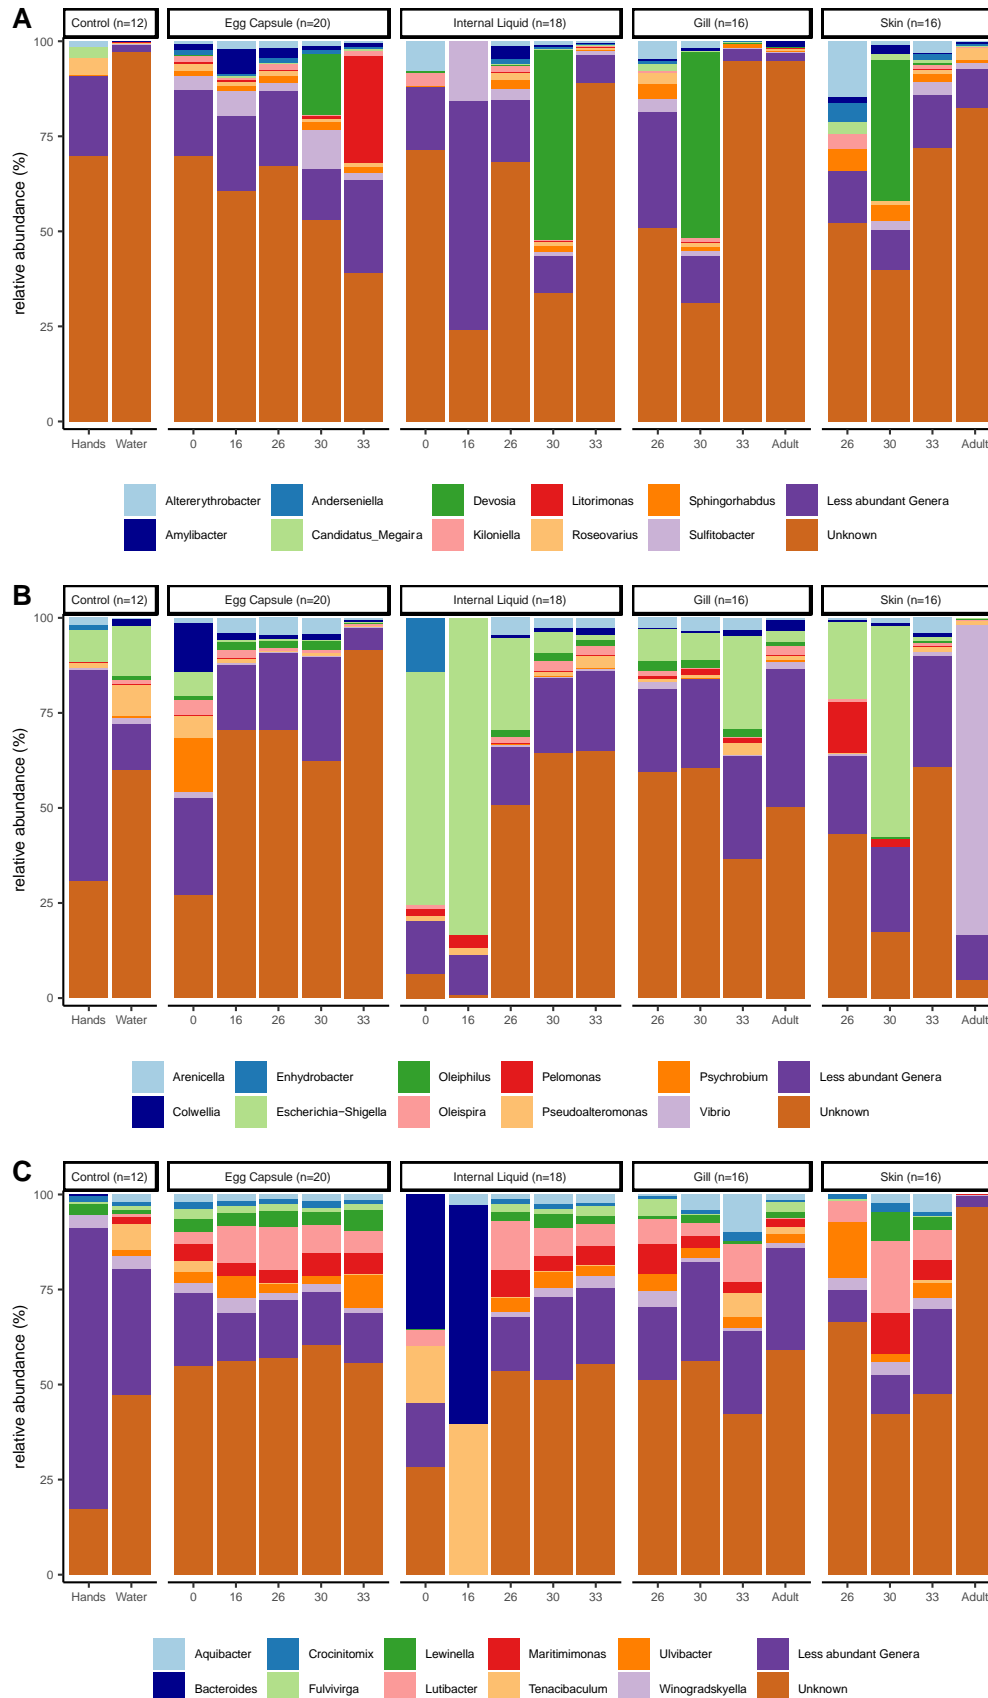 A
Control (n=12) Egg Capsule (n=20) Internal Liquid (n=18) Gill (n=16) Skin (n=16)
relative abundance (%)
100
75
50
25
0
Hands Water 0 16 26 30 33 0 16 26 30 33 26 30 33 Adult 26 30 33 Adult
Altererythrobacter Anderseniella Devosia Litorimonas Sphingorhabdus Less abundant Genera
Amylibacter Candidatus_Megaira Kiloniella Roseovarius Sulfitobacter Unknown
B
Control (n=12) Egg Capsule (n=20) Internal Liquid (n=18) Gill (n=16) Skin (n=16)
relative abundance (%)
100
75
50
25
0
Hands Water 0 16 26 30 33 0 16 26 30 33 26 30 33 Adult 26 30 33 Adult
Arenicella Enhydrobacter Oleiphilus Pelomonas Psychrobium Less abundant Genera
Colwellia Escherichia−Shigella Oleispira Pseudoalteromonas Vibrio Unknown
C
Control (n=12) Egg Capsule (n=20) Internal Liquid (n=18) Gill (n=16) Skin (n=16)
relative abundance (%)
100
75
50
25
0
Hands Water 0 16 26 30 33 0 16 26 30 33 26 30 33 Adult 26 30 33 Adult
Aquibacter Crocinitomix Lewinella Maritimimonas Ulvibacter Less abundant Genera
Bacteroides Fulvivirga Lutibacter Tenacibaculum Winogradskyella Unknown